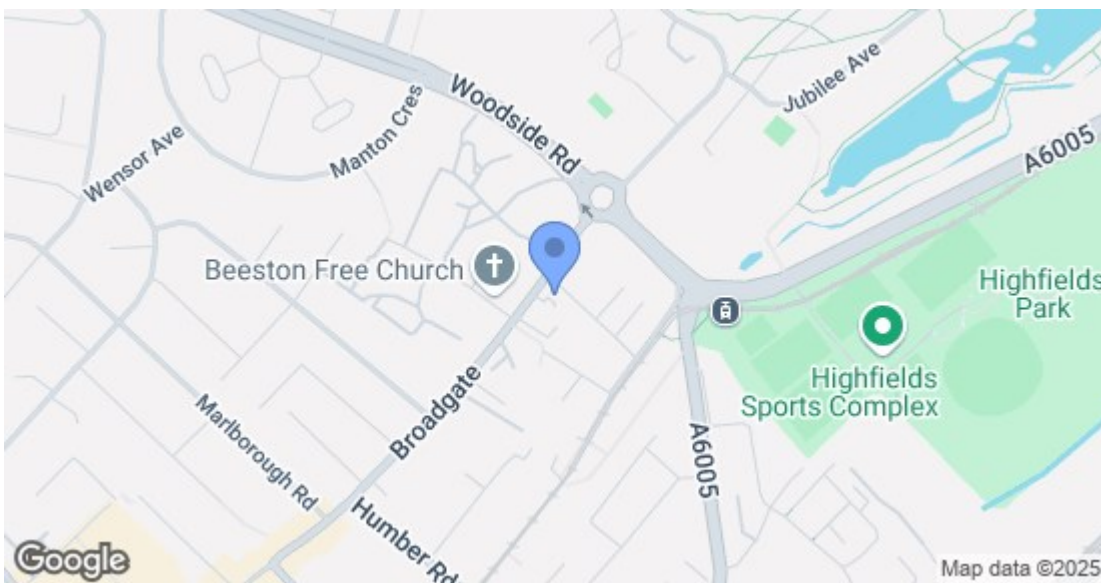 Woodside Rd
Jubilee Ave
Manton Cres
Wensor Ave
A6005
Beeston Free Church
Highfields
Park
Highfields
Sports Complex
Broadgate
Marlborough Rd
A6005
Humber Rd
Google
Map data ©2025